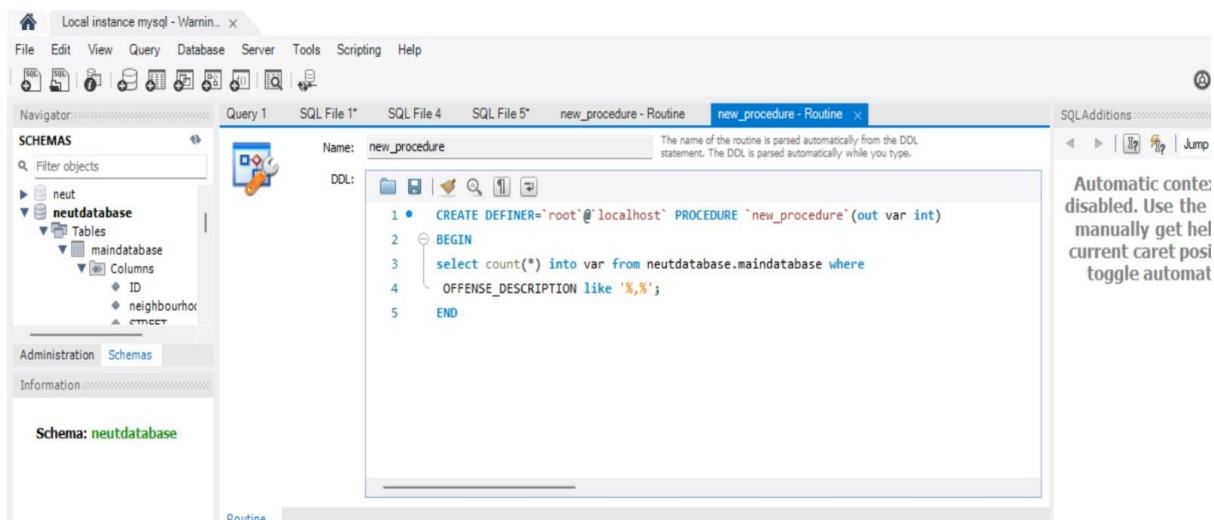 Local instance mysql - Warnin... x
File Edit View Query Database Server Tools Scripting Help
Navigator
SCHEMAS
Filter objects
neut
neutdatabase
Tables
maindatabase
Columns
ID
neighbourhoo
STREET
Administration Schemas
Information
Schema: neutdatabase
Query 1 SQL File 1* SQL File 4 SQL File 5* new_procedure - Routine new_procedure - Routine x
Name: new_procedure
The name of the routine is parsed automatically from the DDL
statement. The DDL is parsed automatically while you type.
DDL:
1 CREATE DEFINER=`root`@`localhost` PROCEDURE `new_procedure`(out var int)
2 BEGIN
3 select count(*) into var from neutdatabase.maindatabase where
4 OFFENSE_DESCRIPTION like '%,%';
5 END
Routine
SQLAdditions
Jump
Automatic contex
disabled. Use the
manually get hel
current caret posi
toggle automat